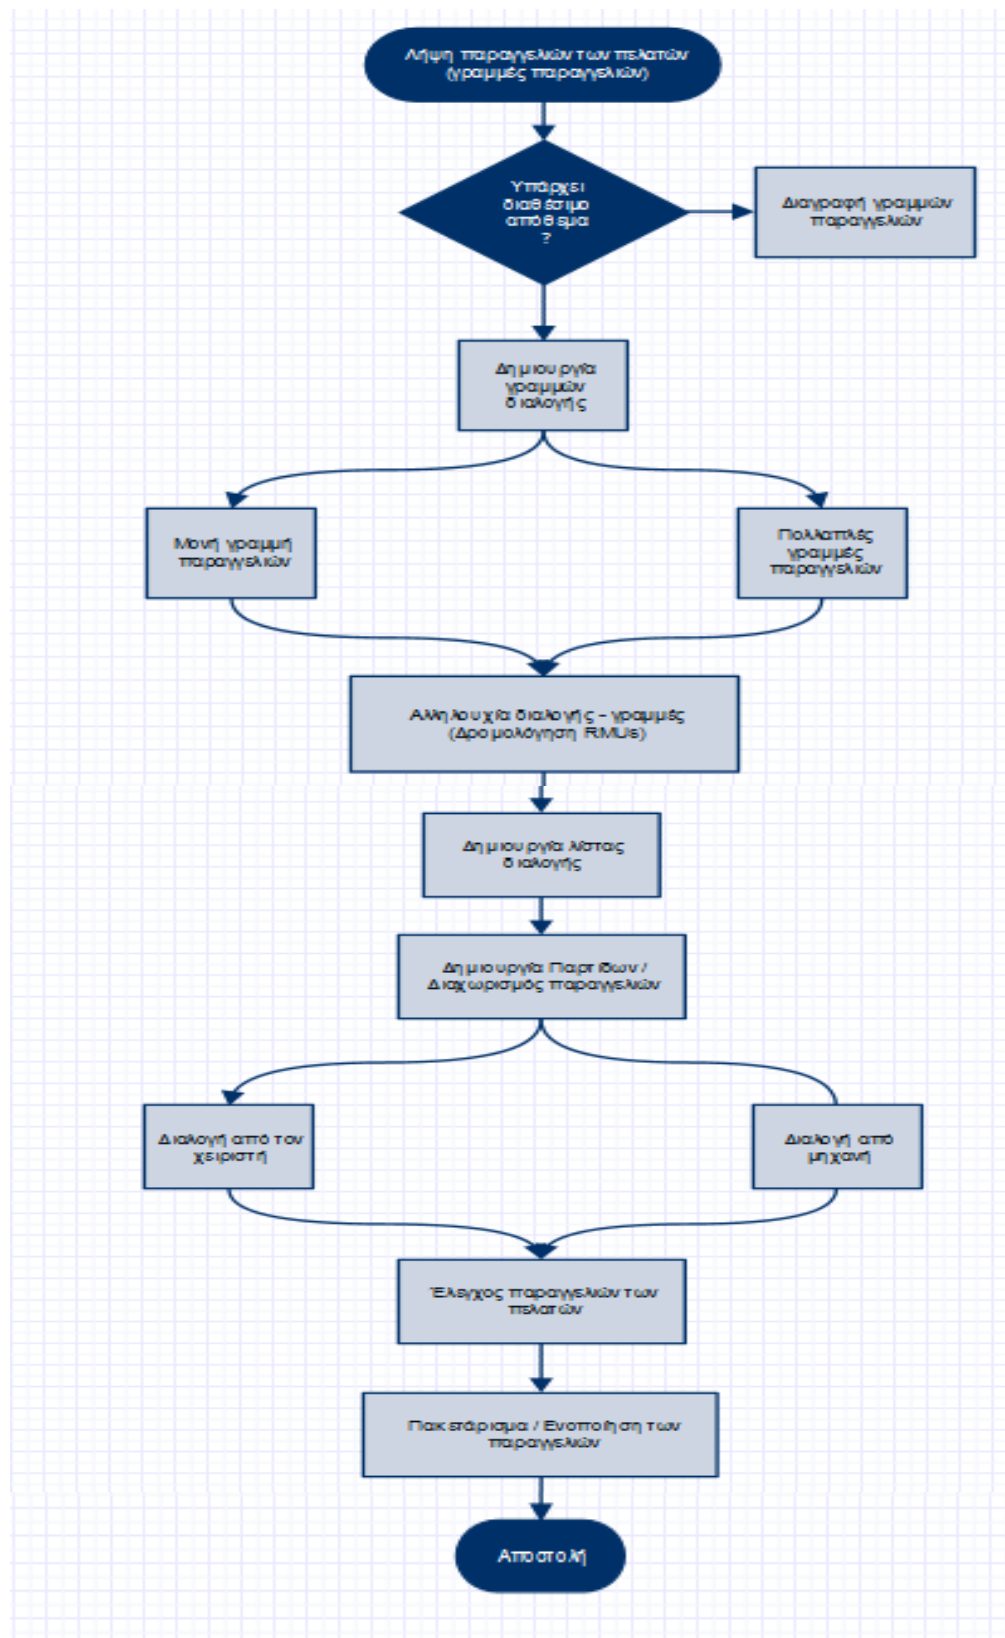 Λήψη παραγγελιών των πελατών
(γραμμές παραγγελιών)
Υπάρχει
διαθέσιμο
απόθεμα
?
Διαγραφή γραμμών
παραγγελιών
Δημιουργία
γραμμών
διαλογής
Μονή γραμμή
παραγγελιών
Πολλαπλές
γραμμές
παραγγελιών
Αλληλουχία διαλογής - γραμμές
(Δρομολόγηση RMUs)
Δημιουργία λίστας
διαλογής
Δημιουργία Παρτίδων /
Διαχωρισμός παραγγελιών
Διαλογή από τον
χειριστή
Διαλογή από
μηχανή
Έλεγχος παραγγελιών των
πελατών
Πακετάρισμα / Ενοποίηση των
παραγγελιών
Αποστολή